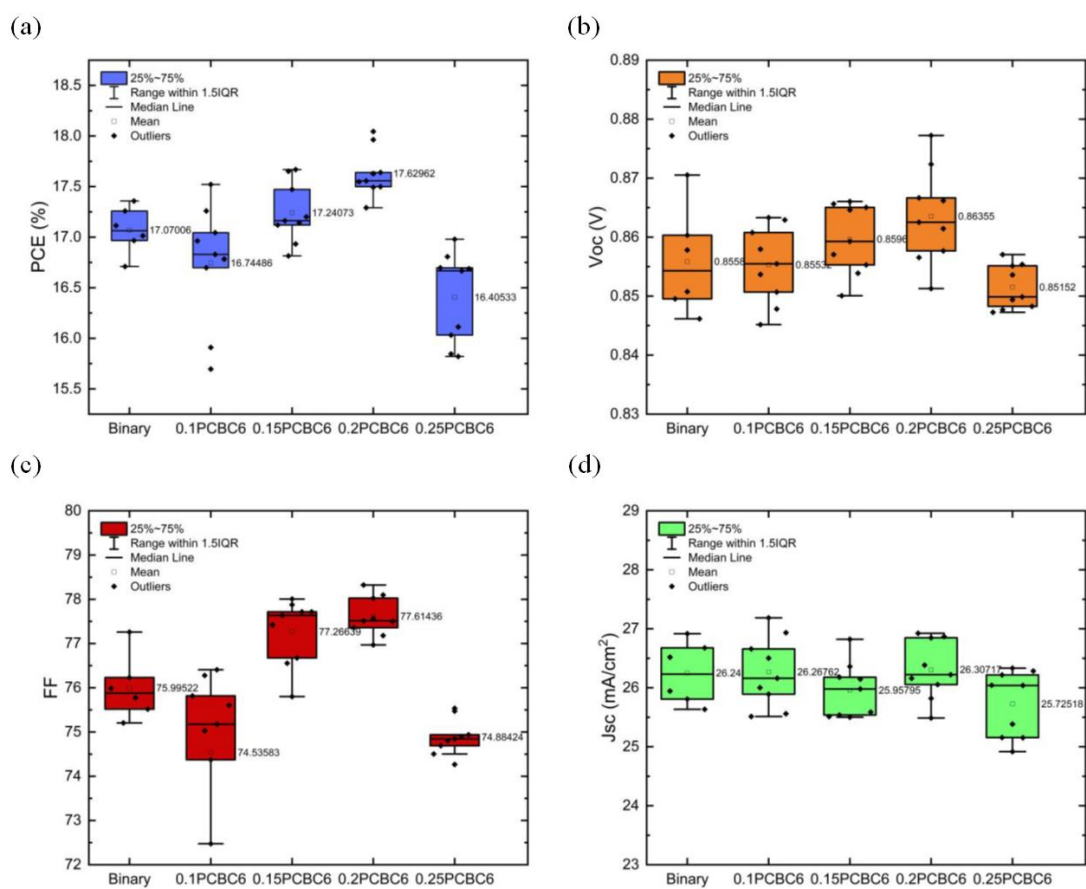 (a)
PCE (%)
18.5
18.0
17.5
17.0
16.5
16.0
15.5
25%~75%
Range within 1.5IQR
Median Line
Mean
Outliers
17.07006
16.74486
17.24073
17.62962
16.40533
Binary 0.1PCBC6 0.15PCBC6 0.2PCBC6 0.25PCBC6
(b)
Voc (V)
0.89
0.88
0.87
0.86
0.85
0.84
0.83
25%~75%
Range within 1.5IQR
Median Line
Mean
Outliers
0.8558
0.85532
0.8596
0.86355
0.85152
Binary 0.1PCBC6 0.15PCBC6 0.2PCBC6 0.25PCBC6
(c)
FF
80
79
78
77
76
75
74
73
72
25%~75%
Range within 1.5IQR
Median Line
Mean
Outliers
75.99522
74.53583
77.26639
77.61436
74.88424
Binary 0.1PCBC6 0.15PCBC6 0.2PCBC6 0.25PCBC6
(d)
Jsc (mA/cm²)
29
28
27
26
25
24
23
25%~75%
Range within 1.5IQR
Median Line
Mean
Outliers
26.24
26.26762
25.95795
26.30717
25.72518
Binary 0.1PCBC6 0.15PCBC6 0.2PCBC6 0.25PCBC6